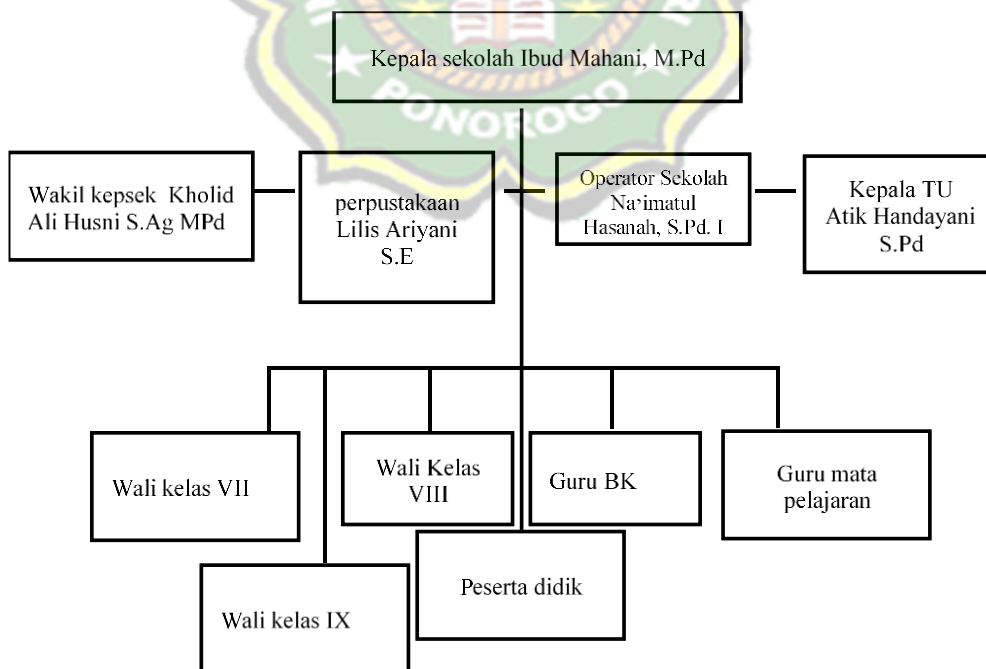 Kepala sekolah Ibud Mahani, M.Pd
PONOROGO
Wakil kepsek Kholid
Ali Husni S.Ag MPd
perpustakaan
Lilis Ariyani
S.E
Operator Sekolah
Na'imatul
Hasanah, S.Pd. I
Kepala TU
Atik Handayani
S.Pd
Wali kelas VII
Wali Kelas
VIII
Guru BK
Guru mata
pelajaran
Peserta didik
Wali kelas IX